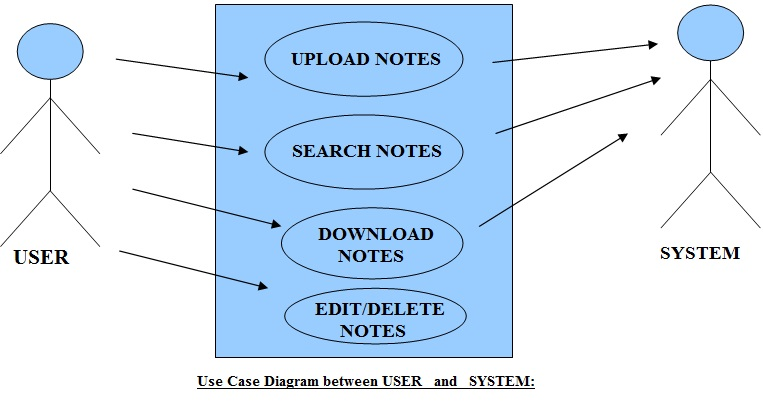 UPLOAD NOTES
SEARCH NOTES
DOWNLOAD
NOTES
EDIT/DELETE
NOTES
USER
SYSTEM
Use Case Diagram between USER and SYSTEM: